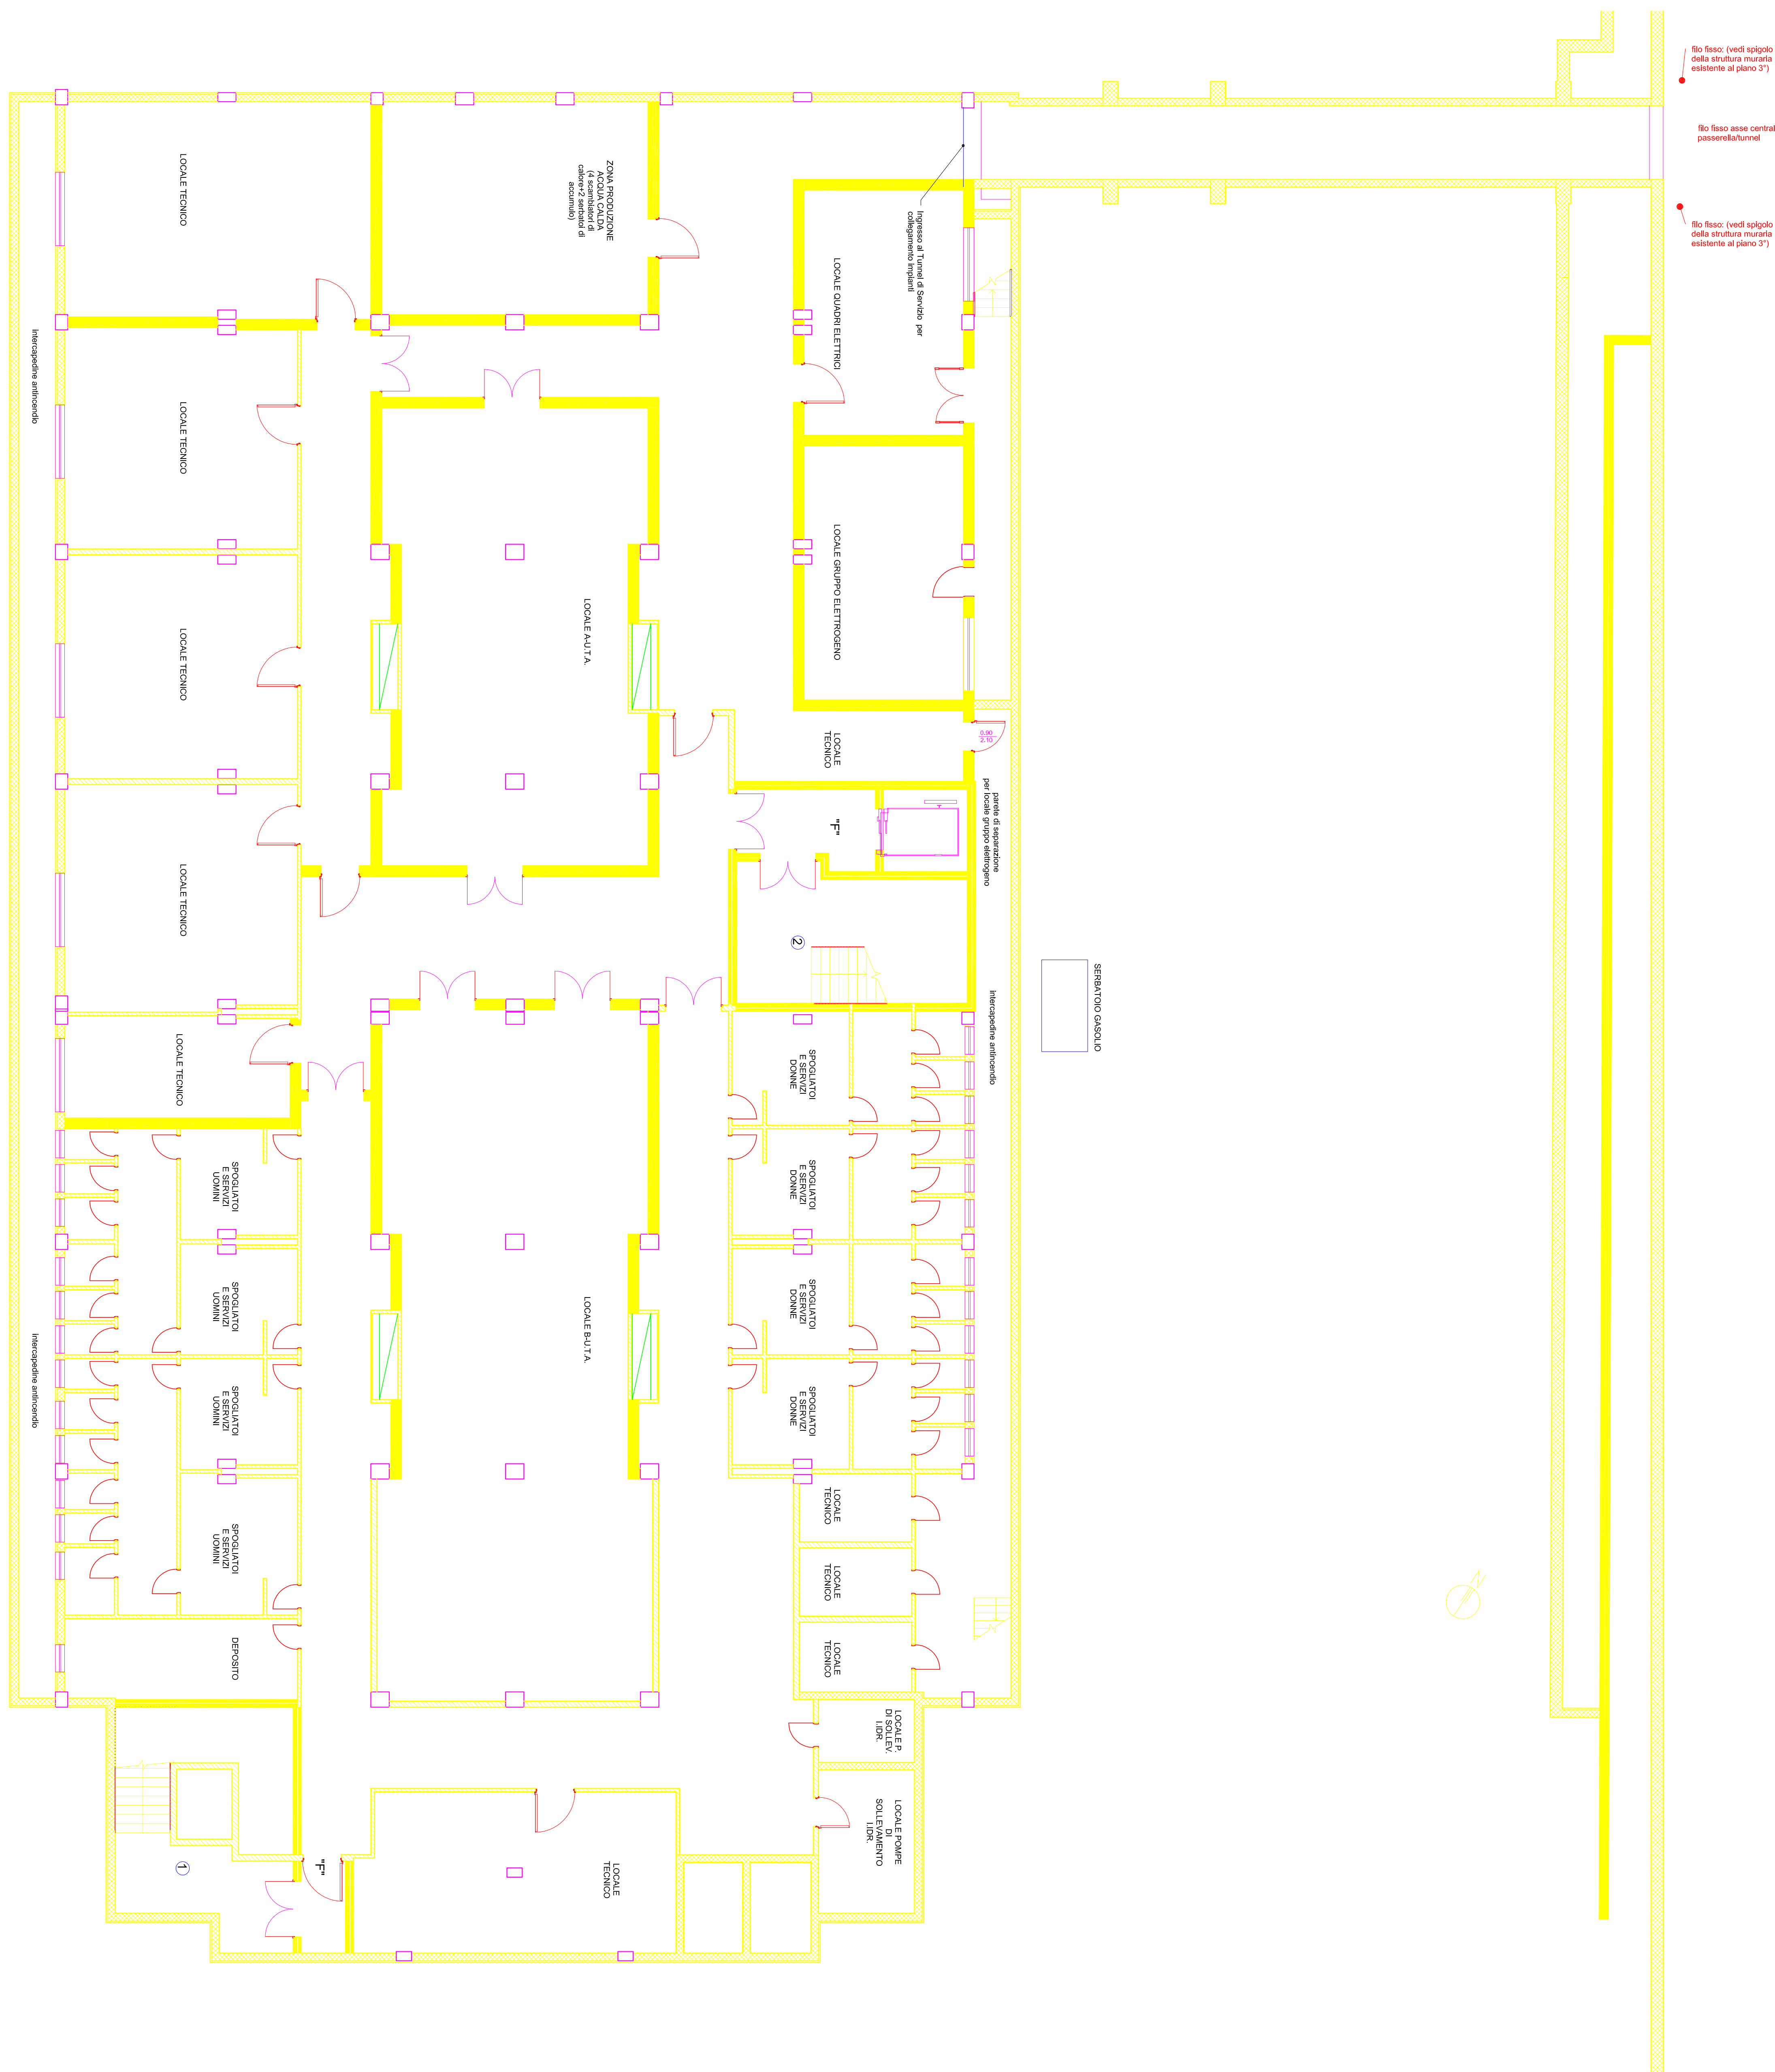 filo fisso: (vedi spigolo
della struttura muraria
esistente al piano 3°)
filo fisso asse central
passerella/tunnel
filo fisso: (vedi spigolo
della struttura muraria
esistente al piano 3°)
LOCALE TECNICO
ZONA PRODUZIONE
ACQUA CALDA
(4 scambiatori di
calore+2 serbatoi di
accumulo)
Ingresso al Tunnel di Servizio per
collegamento impianti
LOCALE QUADRI ELETTRICI
intercapedine antincendio
LOCALE TECNICO
LOCALE GRUPPO ELETTROGENO
LOCALE A-U.T.A.
LOCALE TECNICO
LOCALE
TECNICO
0.90
2.10
parete di separazione
per locale gruppo elettrogeno
"F"
LOCALE TECNICO
2
SERBATOIO GASOLIO
intercapedine antincendio
LOCALE TECNICO
SPOGLIATOI
E SERVIZI
DONNE
SPOGLIATOI
E SERVIZI
DONNE
SPOGLIATOI
E SERVIZI
DONNE
SPOGLIATOI
E SERVIZI
DONNE
SPOGLIATOI
E SERVIZI
UOMINI
SPOGLIATOI
E SERVIZI
UOMINI
SPOGLIATOI
E SERVIZI
UOMINI
SPOGLIATOI
E SERVIZI
UOMINI
LOCALE B-U.T.A.
intercapedine antincendio
LOCALE
TECNICO
LOCALE
TECNICO
LOCALE
TECNICO
DEPOSITO
LOCALE P.
DI SOLLEV.
I.IDR.
LOCALE POMPE
DI
SOLLEVAMENTO
I.IDR.
LOCALE
TECNICO
"F"
1